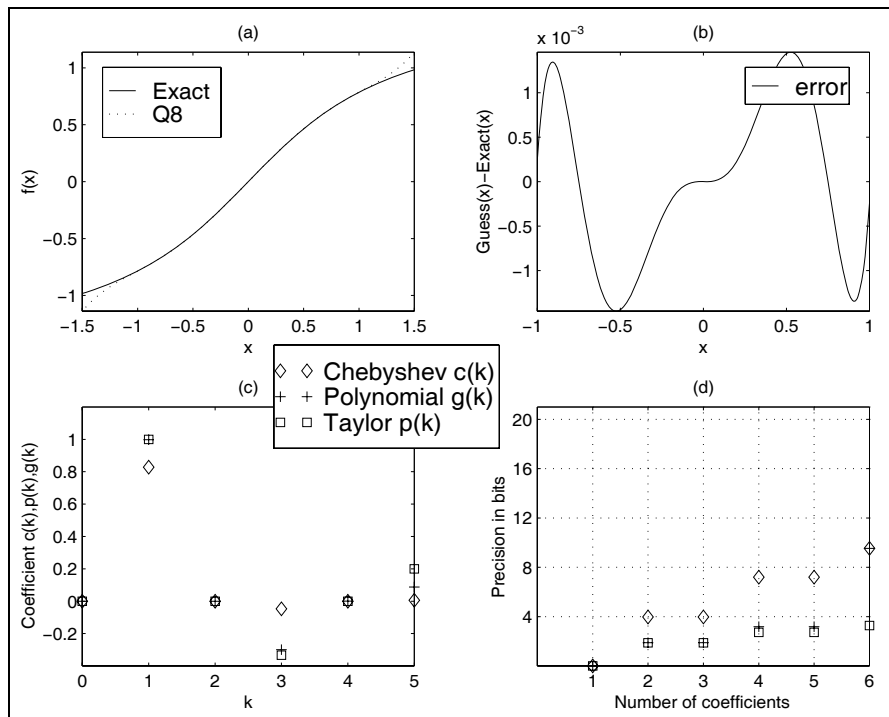 (a)
f(x)
1
0.5
0
−0.5
−1
−1.5
−1
−0.5
0
0.5
1
1.5
x
Exact
Q8
(b)
x 10−3
Guess(x)−Exact(x)
1
0.5
0
−0.5
−1
−1
−0.5
0
0.5
1
x
error
(c)
Coefficient c(k),p(k),g(k)
1
0.8
0.6
0.4
0.2
0
−0.2
0
1
2
3
4
5
k
Chebyshev c(k)
Polynomial g(k)
Taylor p(k)
(d)
Precision in bits
20
16
12
8
4
1
2
3
4
5
6
Number of coefficients